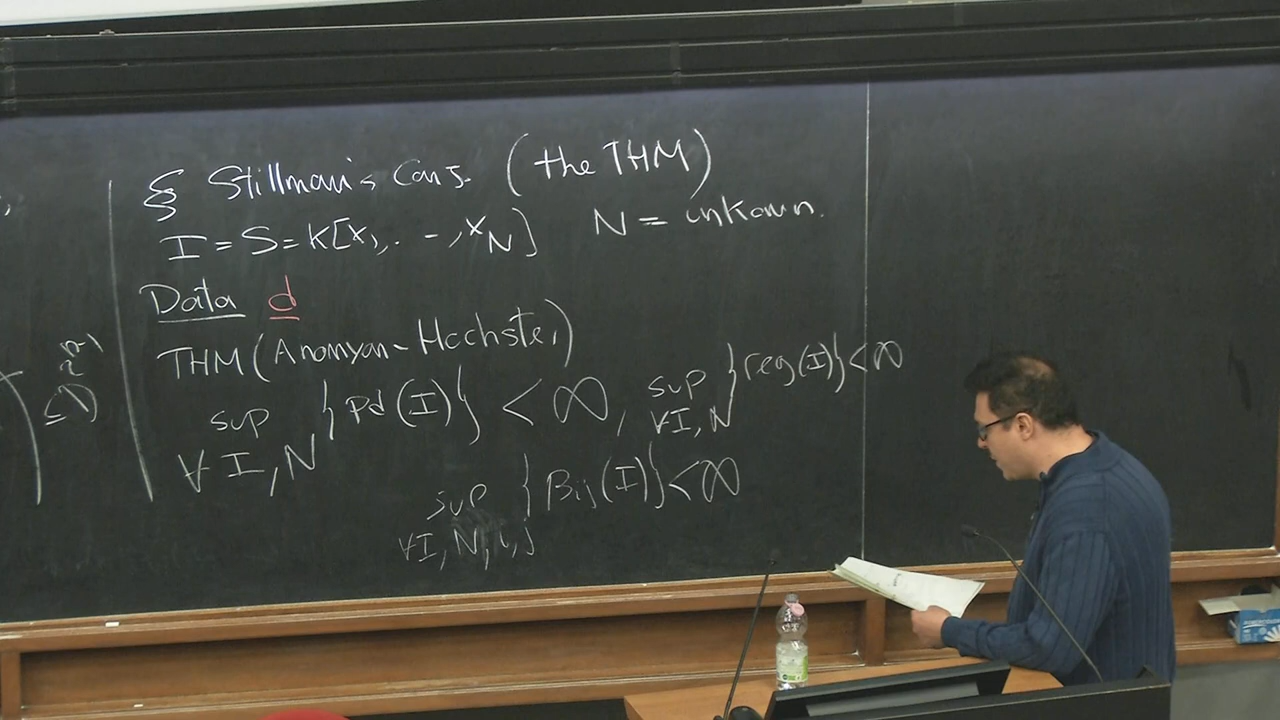 § Stillman's Conj. (the THM)
I = S = K[x1, . - -, xN] N = unkown.
Data d
THM (Ananyan - Hochster)
sup {pd(I)} < ∞, sup {reg(I)} < ∞
∀ I, N ∀ I, N
sup {βij(I)} < ∞
∀ I, N, i, j